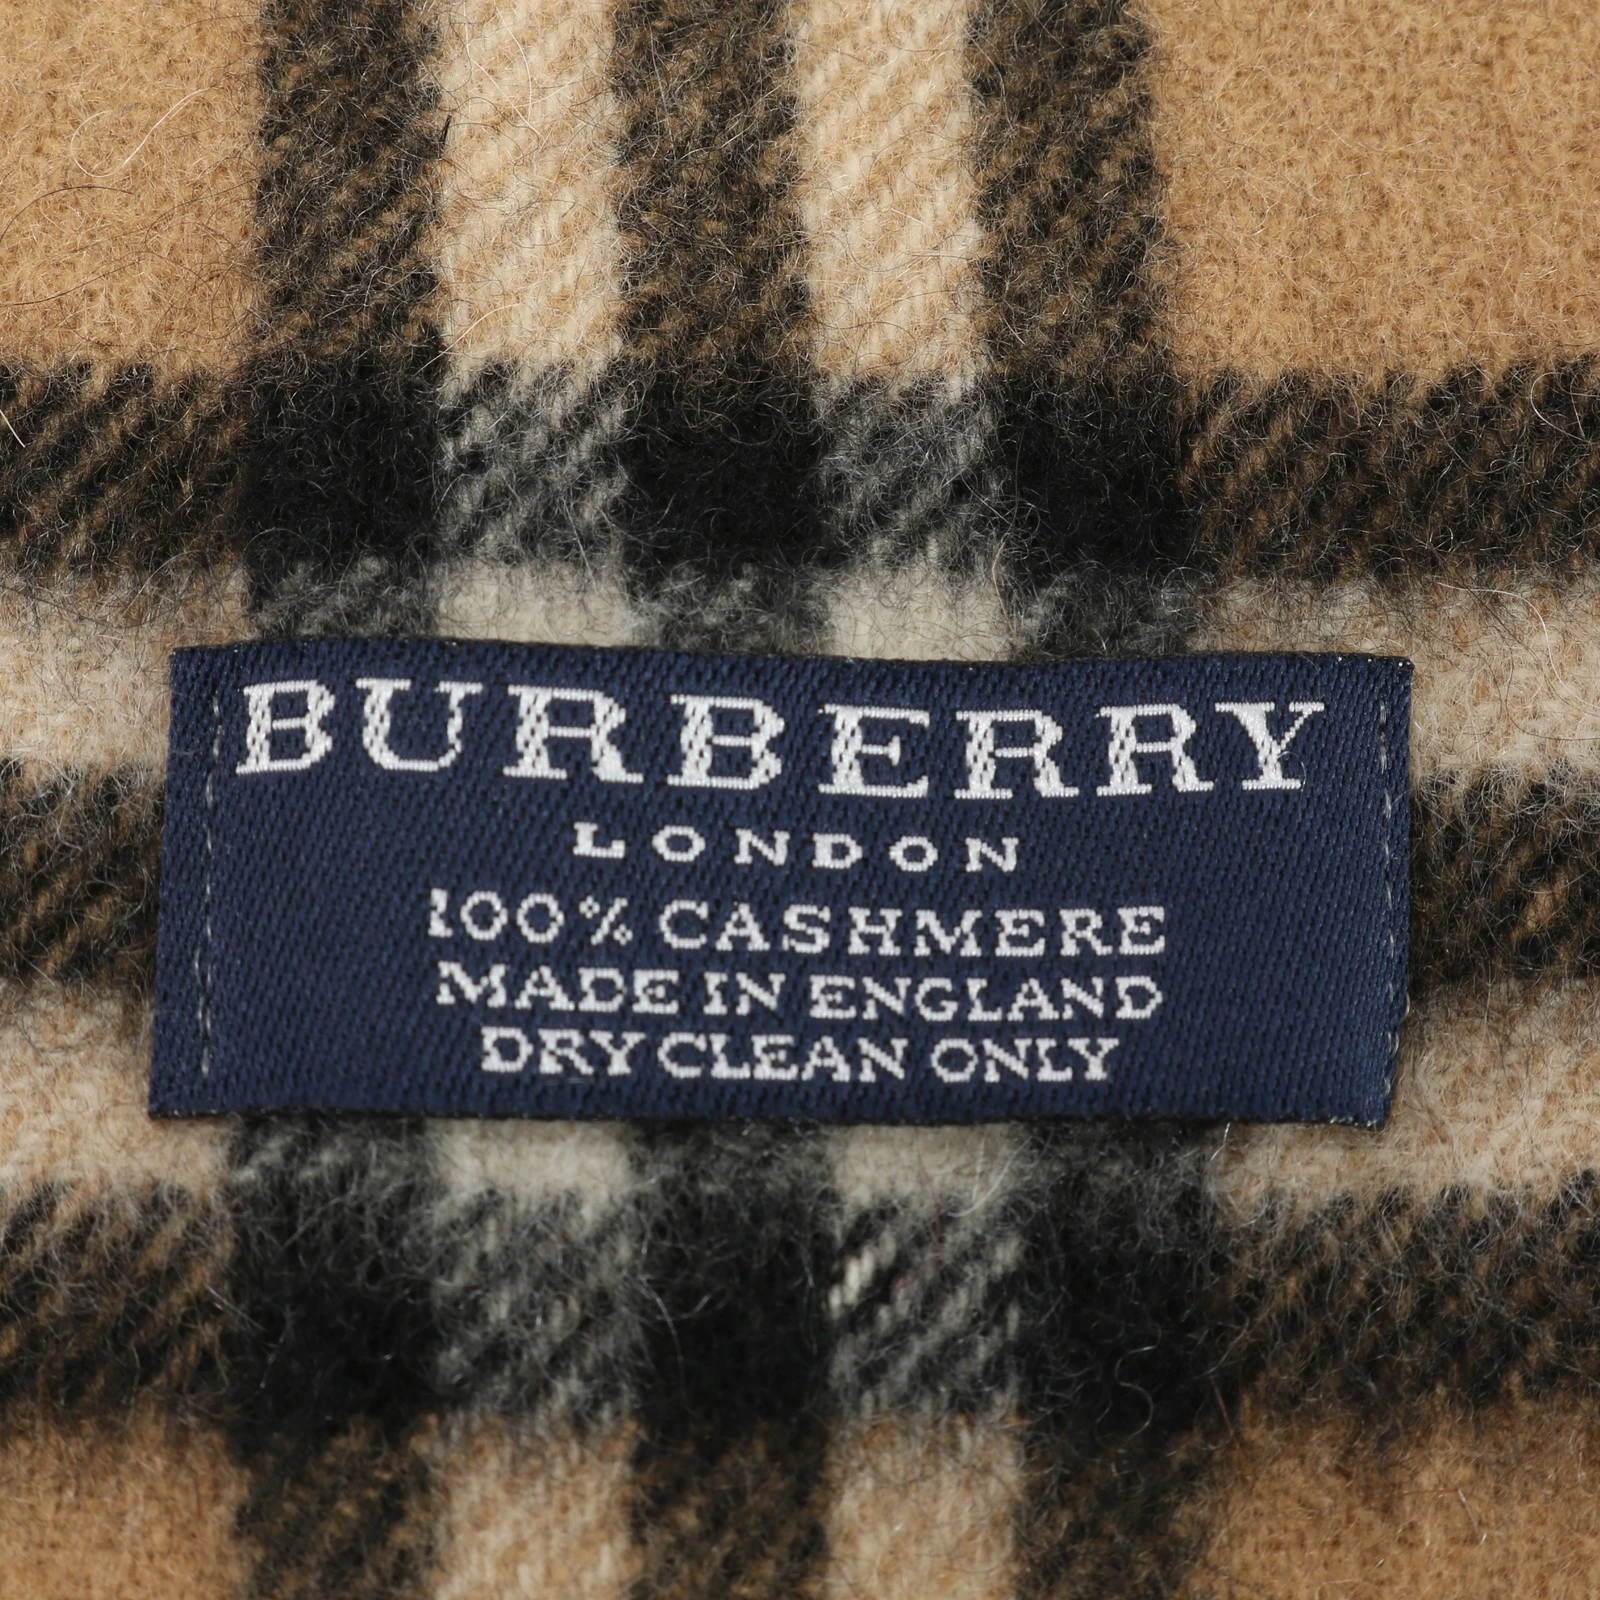 BURBERRY
LONDON
100% CASHMERE
MADE IN ENGLAND
DRY CLEAN ONLY